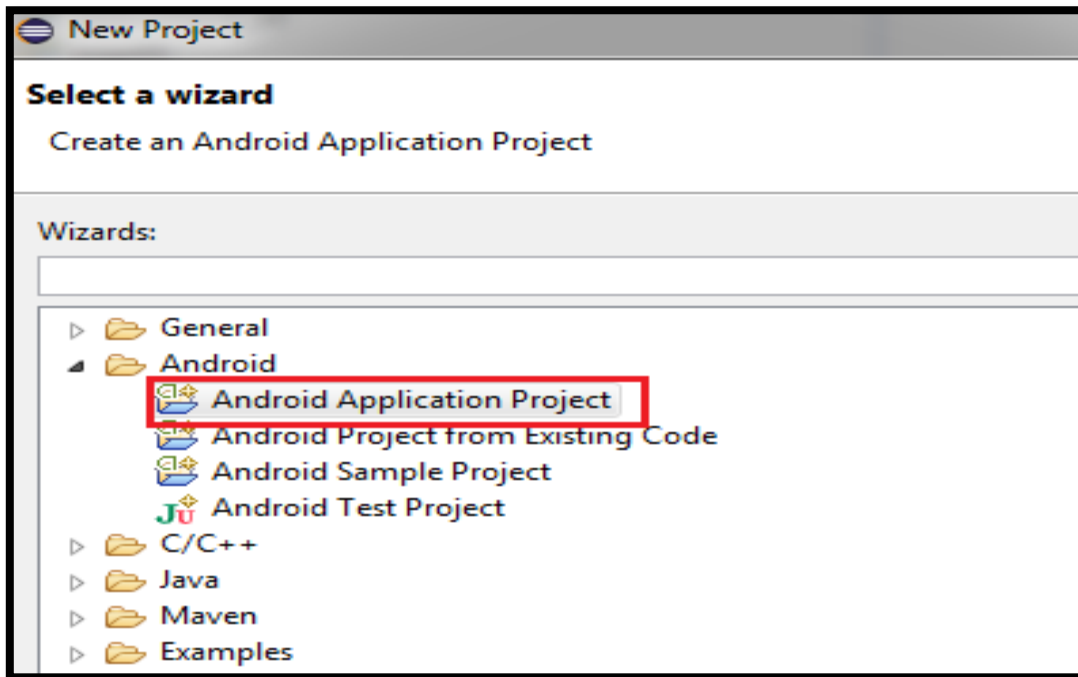 New Project
Select a wizard
Create an Android Application Project
Wizards:
General
Android
Android Application Project
Android Project from Existing Code
Android Sample Project
Android Test Project
C/C++
Java
Maven
Examples